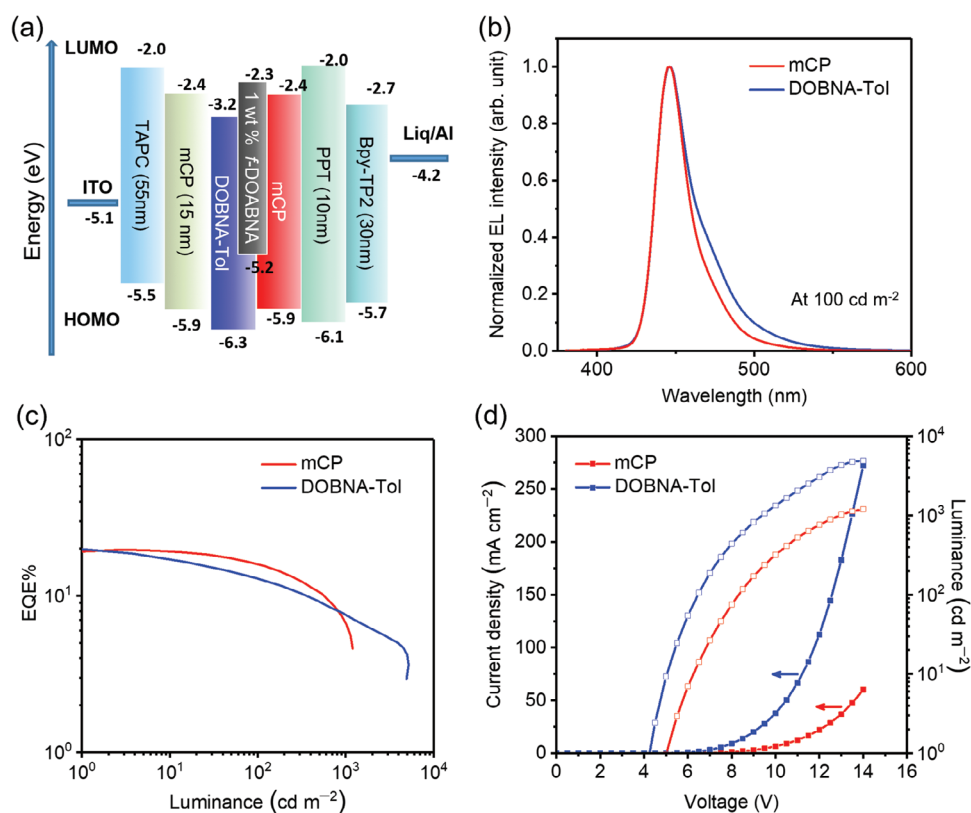 (a)
Energy (eV)
LUMO
HOMO
ITO
-5.1
-2.0
TAPC (55nm)
-5.5
-2.4
mCP (15 nm)
-5.9
-3.2
DOBNA-Tol
-6.3
-2.3
1 wt % f-DOABNA
-5.2
-2.4
mCP
-5.9
-2.0
PPT (10nm)
-6.1
-2.7
Bpy-TP2 (30nm)
-5.7
Liq/Al
-4.2
(b)
Normalized EL intensity (arb. unit)
1.0
0.8
0.6
0.4
0.2
0.0
mCP
DOBNA-Tol
At 100 cd m-2
400 500 600
Wavelength (nm)
(c)
EQE%
10²
10¹
10⁰
mCP
DOBNA-Tol
10⁰ 10¹ 10² 10³ 10⁴
Luminance (cd m⁻²)
(d)
Current density (mA cm⁻²)
300
275
250
225
200
175
150
125
100
75
50
25
0
mCP
DOBNA-Tol
0 2 4 6 8 10 12 14 16
Voltage (V)
10⁴
10³
10²
10¹
10⁰
Luminance (cd m⁻²)